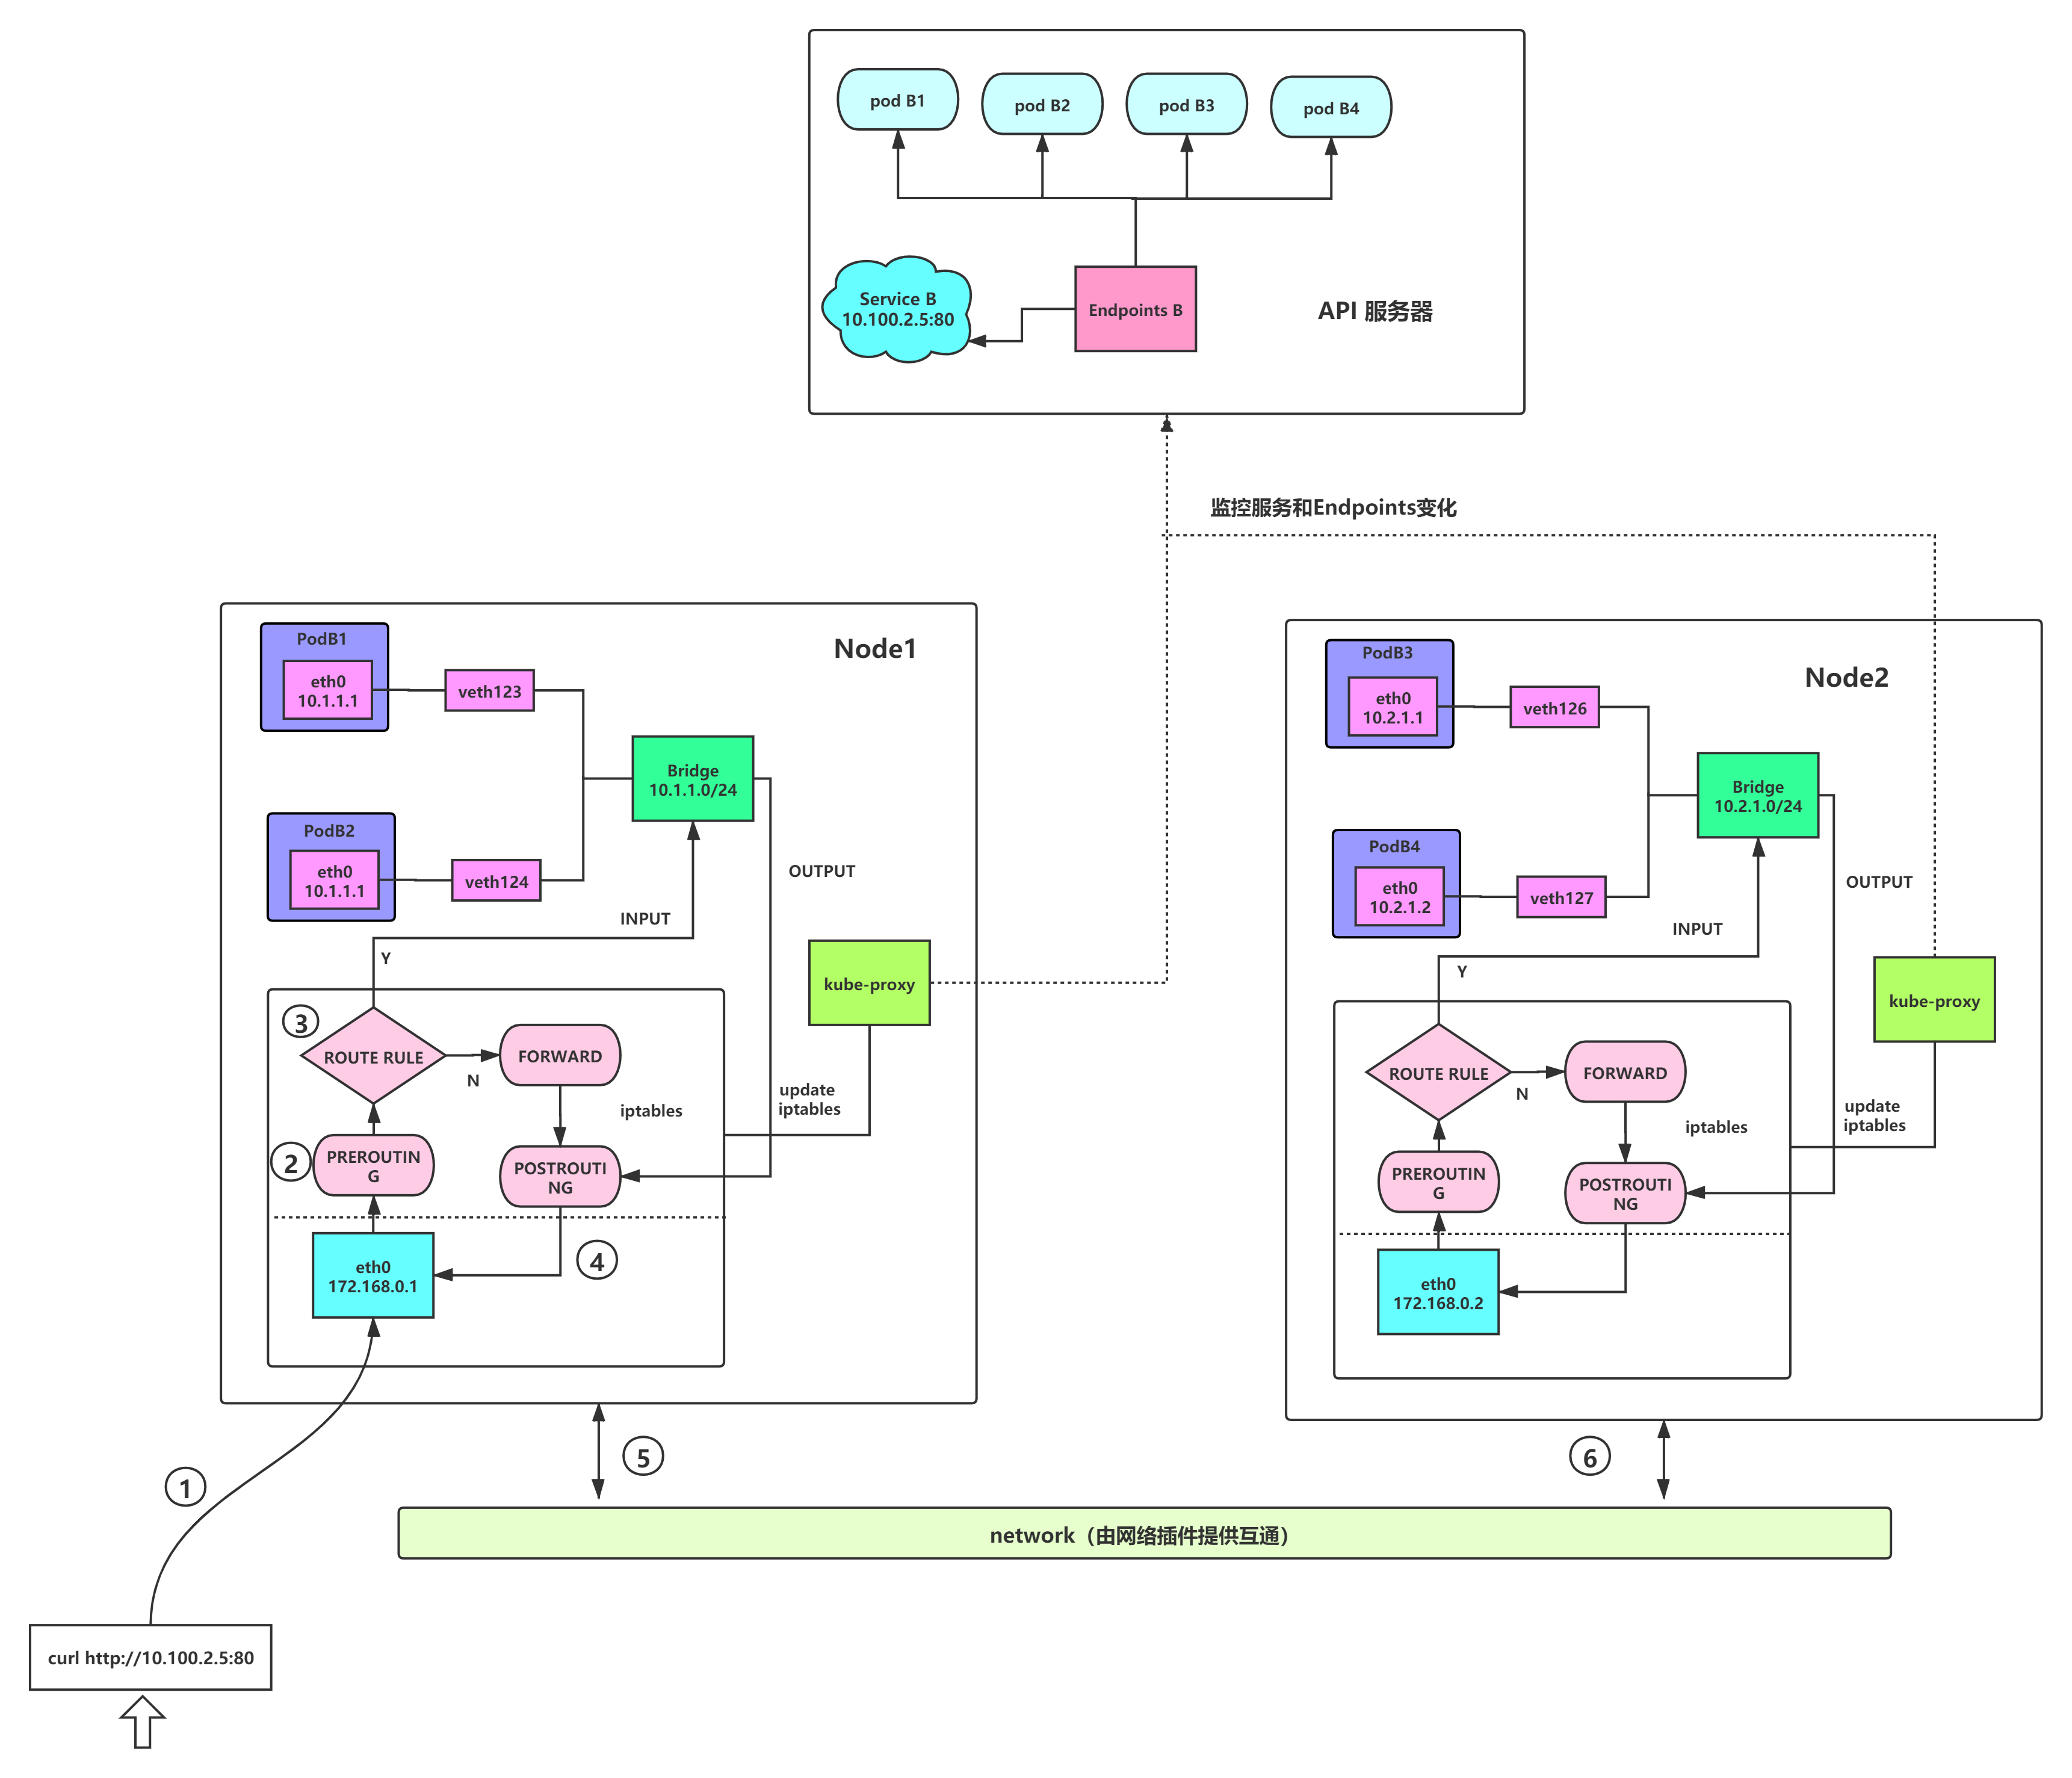 pod B1
pod B2
pod B3
pod B4
Service B
10.100.2.5:80
Endpoints B
API 服务器
监控服务和Endpoints变化
Node1
PodB1
eth0
10.1.1.1
veth123
Bridge
10.1.1.0/24
PodB2
eth0
10.1.1.1
veth124
OUTPUT
INPUT
Y
kube-proxy
3
ROUTE RULE
N
FORWARD
iptables
update
iptables
2
PREROUTIN
G
POSTROUTI
NG
4
eth0
172.168.0.1
Node2
PodB3
eth0
10.2.1.1
veth126
Bridge
10.2.1.0/24
PodB4
eth0
10.2.1.2
veth127
OUTPUT
INPUT
Y
kube-proxy
ROUTE RULE
N
FORWARD
iptables
update
iptables
PREROUTIN
G
POSTROUTI
NG
eth0
172.168.0.2
5
6
1
network（由网络插件提供互通）
curl http://10.100.2.5:80